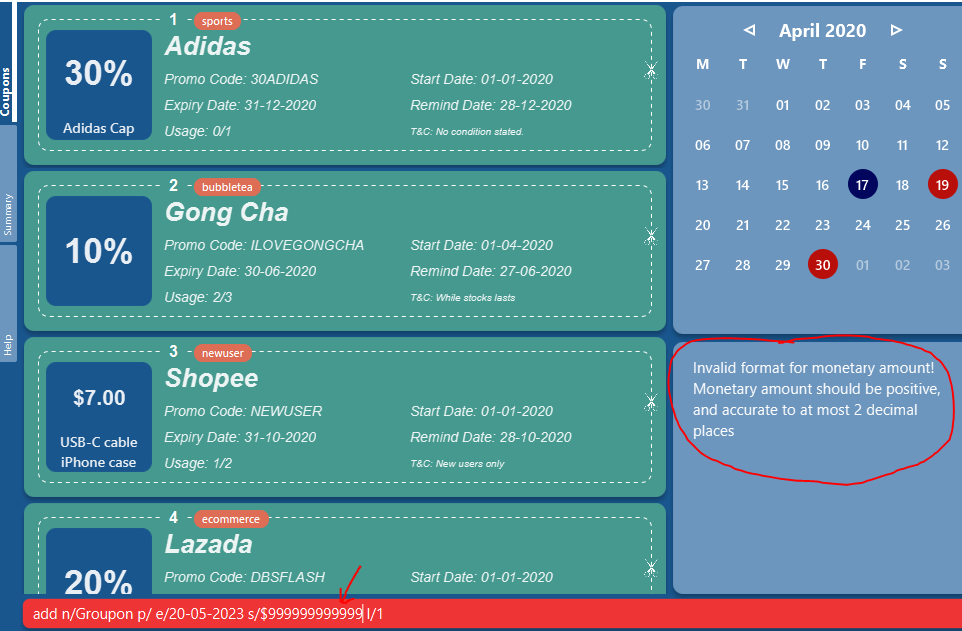 Coupons
Summary
Help
1 sports
Adidas
30%
Adidas Cap
Promo Code: 30ADIDAS Start Date: 01-01-2020
Expiry Date: 31-12-2020 Remind Date: 28-12-2020
Usage: 0/1 T&C: No condition stated.
2 bubbletea
Gong Cha
10%
Promo Code: ILOVEGONGCHA Start Date: 01-04-2020
Expiry Date: 30-06-2020 Remind Date: 27-06-2020
Usage: 2/3 T&C: While stocks lasts
3 newuser
Shopee
$7.00
USB-C cable
iPhone case
Promo Code: NEWUSER Start Date: 01-01-2020
Expiry Date: 31-10-2020 Remind Date: 28-10-2020
Usage: 1/2 T&C: New users only
4 ecommerce
Lazada
20%
Promo Code: DBSFLASH Start Date: 01-01-2020
April 2020
M T W T F S S
30 31 01 02 03 04 05
06 07 08 09 10 11 12
13 14 15 16 17 18 19
20 21 22 23 24 25 26
27 28 29 30 01 02 03
Invalid format for monetary amount!
Monetary amount should be positive,
and accurate to at most 2 decimal
places
add n/Groupon p/ e/20-05-2023 s/$999999999999 l/1